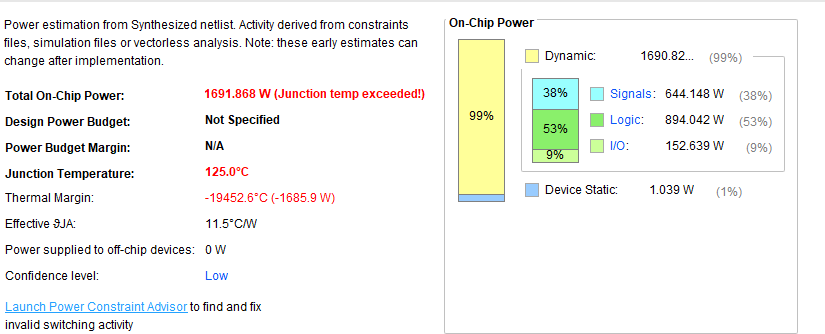 Power estimation from Synthesized netlist. Activity derived from constraints
files, simulation files or vectorless analysis. Note: these early estimates can
change after implementation.
Total On-Chip Power: 1691.868 W (Junction temp exceeded!)
Design Power Budget: Not Specified
Power Budget Margin: N/A
Junction Temperature: 125.0°C
Thermal Margin: -19452.6°C (-1685.9 W)
Effective ϑJA: 11.5°C/W
Power supplied to off-chip devices: 0 W
Confidence level: Low
Launch Power Constraint Advisor to find and fix
invalid switching activity
On-Chip Power
Dynamic: 1690.82... (99%)
38% Signals: 644.148 W (38%)
99%
53% Logic: 894.042 W (53%)
9% I/O: 152.639 W (9%)
Device Static: 1.039 W (1%)